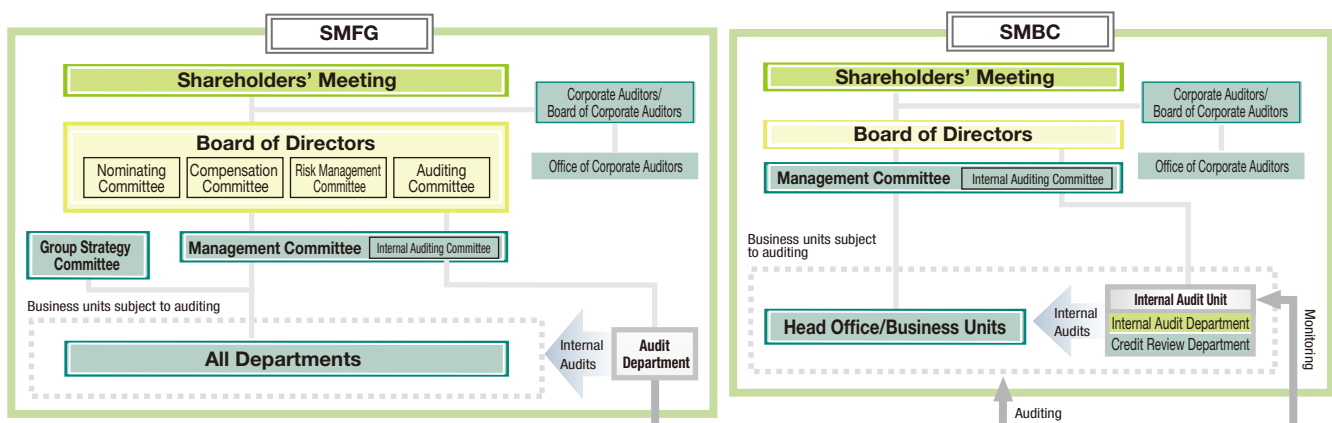 SMFG
Shareholders' Meeting
Corporate Auditors/
Board of Corporate Auditors
Board of Directors
Nominating
Committee
Compensation
Committee
Risk Management
Committee
Auditing
Committee
Office of Corporate Auditors
Group Strategy
Committee
Management Committee
Internal Auditing Committee
Business units subject to auditing
All Departments
Internal
Audits
Audit
Department
SMBC
Shareholders' Meeting
Corporate Auditors/
Board of Corporate Auditors
Board of Directors
Office of Corporate Auditors
Management Committee
Internal Auditing Committee
Business units subject
to auditing
Head Office/Business Units
Internal
Audits
Internal Audit Unit
Internal Audit Department
Credit Review Department
Monitoring
Auditing